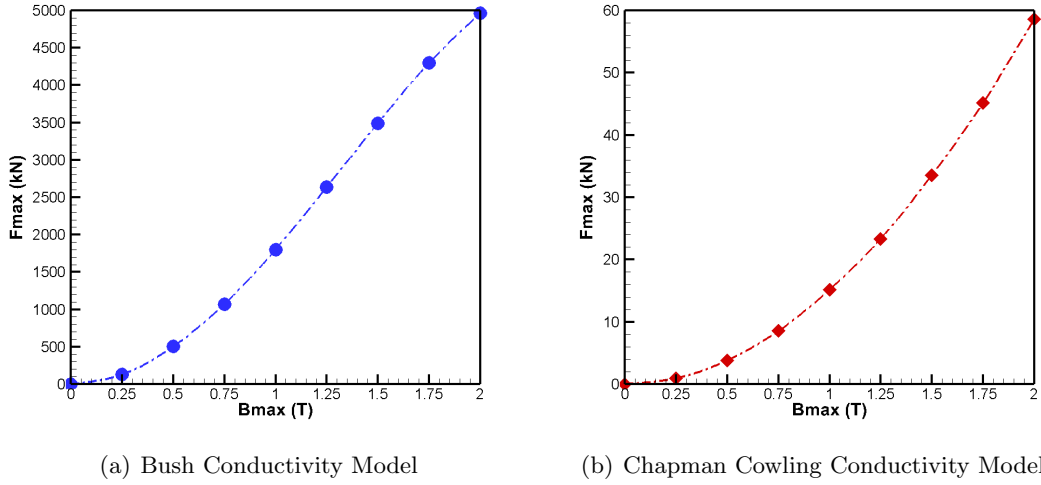 5000
4500
4000
3500
3000
2500
2000
1500
1000
500
0
Fmax (kN)
0 0.25 0.5 0.75 1 1.25 1.5 1.75 2
Bmax (T)
(a) Bush Conductivity Model
60
50
40
30
20
10
0
Fmax (kN)
0 0.25 0.5 0.75 1 1.25 1.5 1.75 2
Bmax (T)
(b) Chapman Cowling Conductivity Model